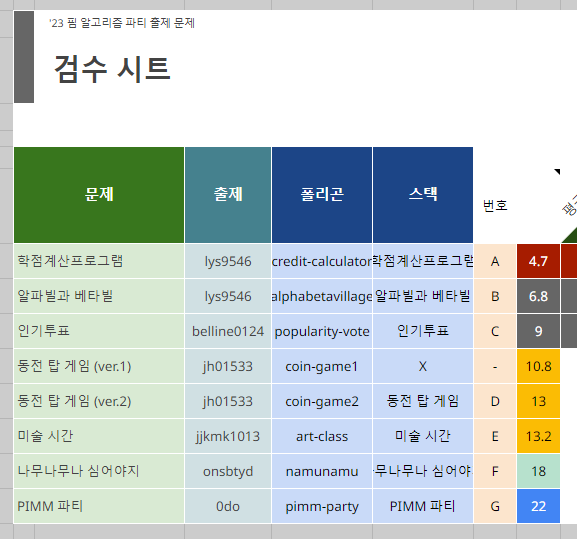 '23 핌 알고리즘 파티 출제 문제
검수 시트
문제 출제 폴리곤 스택 번호
학점계산프로그램 lys9546 credit-calculator 학점계산프로그램 A 4.7
알파빌과 베타빌 lys9546 alphabetavillage 알파빌과 베타빌 B 6.8
인기투표 belline0124 popularity-vote 인기투표 C 9
동전 탑 게임 (ver.1) jh01533 coin-game1 X - 10.8
동전 탑 게임 (ver.2) jh01533 coin-game2 동전 탑 게임 D 13
미술 시간 jjkmk1013 art-class 미술 시간 E 13.2
나무나무나 심어야지 onsbtyd namunamu 무나무나 심어야 F 18
PIMM 파티 0do pimm-party PIMM 파티 G 22